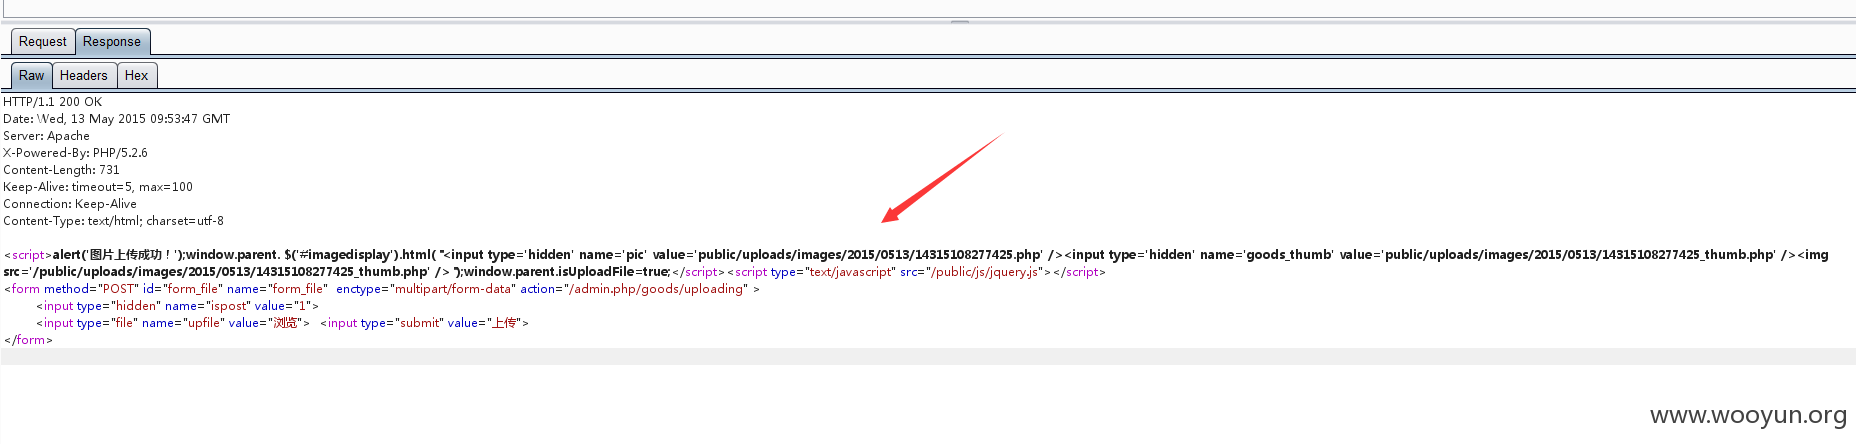 Request Response
Raw Headers Hex
HTTP/1.1 200 OK
Date: Wed, 13 May 2015 09:53:47 GMT
Server: Apache
X-Powered-By: PHP/5.2.6
Content-Length: 731
Keep-Alive: timeout=5, max=100
Connection: Keep-Alive
Content-Type: text/html; charset=utf-8
<script>alert('图片上传成功！');window.parent. $('#imagedisplay').html( "<input type='hidden' name='pic' value='public/uploads/images/2015/0513/14315108277425.php' /><input type='hidden' name='goods_thumb' value='public/uploads/images/2015/0513/14315108277425_thumb.php' /><img
src='/public/uploads/images/2015/0513/14315108277425_thumb.php' /> ");window.parent.isUploadFile=true;</script><script type="text/javascript" src="/public/js/jquery.js"></script>
<form method="POST" id="form_file" name="form_file" enctype="multipart/form-data" action="/admin.php/goods/uploading" >
<input type="hidden" name="ispost" value="1">
<input type="file" name="upfile" value="浏览"> <input type="submit" value="上传">
</form>
www.wooyun.org